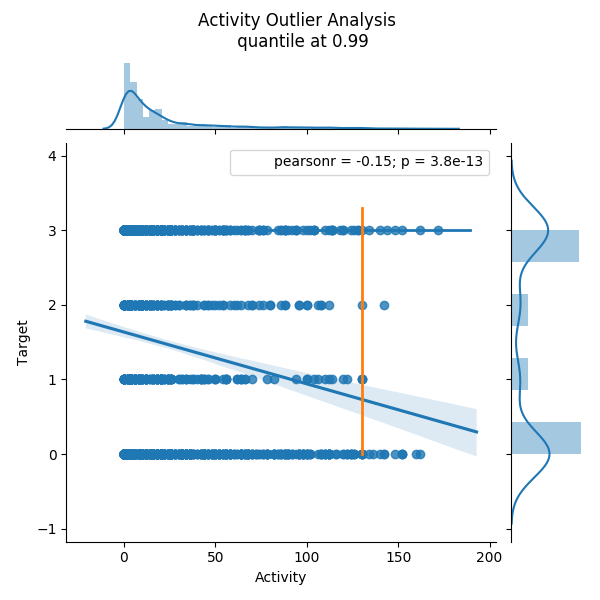 Activity Outlier Analysis
quantile at 0.99
pearsonr = -0.15; p = 3.8e-13
4
3
2
1
0
−1
Target
0 50 100 150 200
Activity